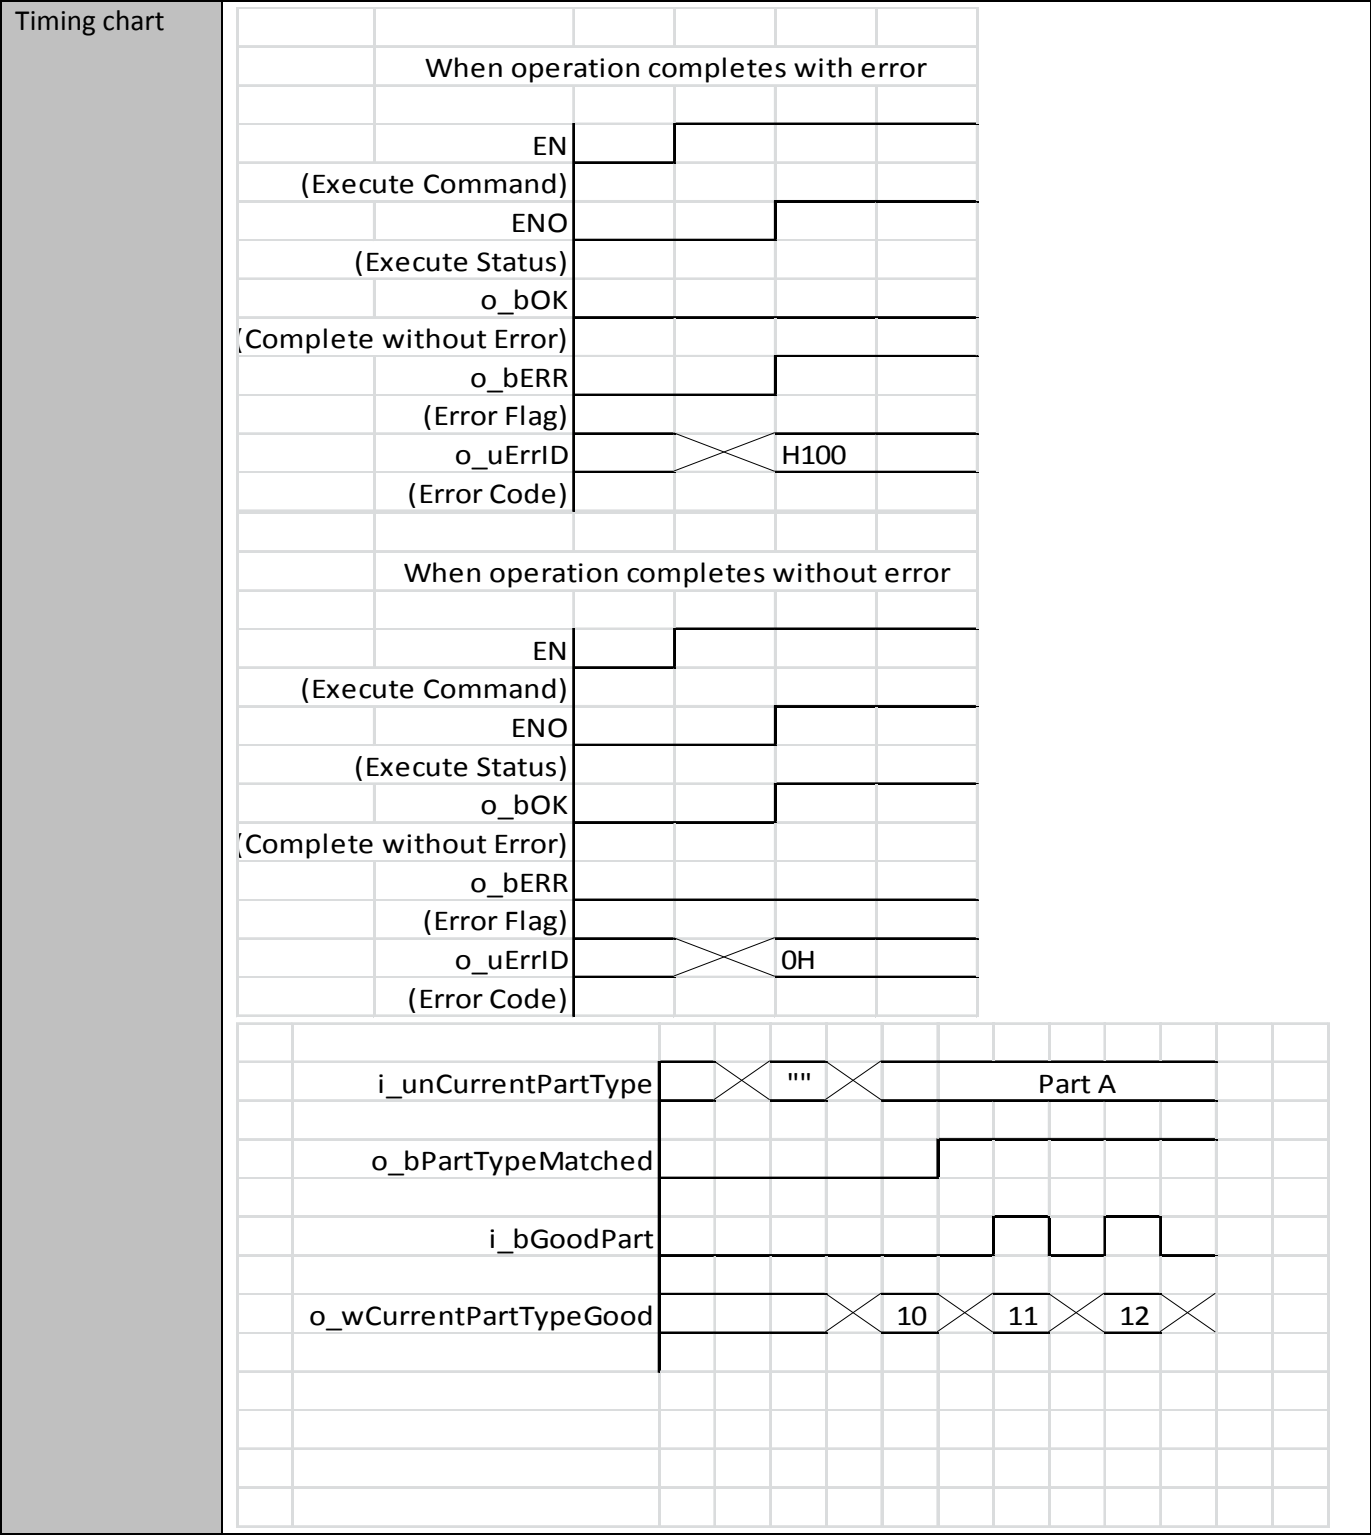 Timing chart
When operation completes with error
EN
(Execute Command)
ENO
(Execute Status)
o_bOK
(Complete without Error)
o_bERR
(Error Flag)
o_uErrID H100
(Error Code)
When operation completes without error
EN
(Execute Command)
ENO
(Execute Status)
o_bOK
(Complete without Error)
o_bERR
(Error Flag)
o_uErrID 0H
(Error Code)
i_unCurrentPartType "" Part A
o_bPartTypeMatched
i_bGoodPart
o_wCurrentPartTypeGood 10 11 12